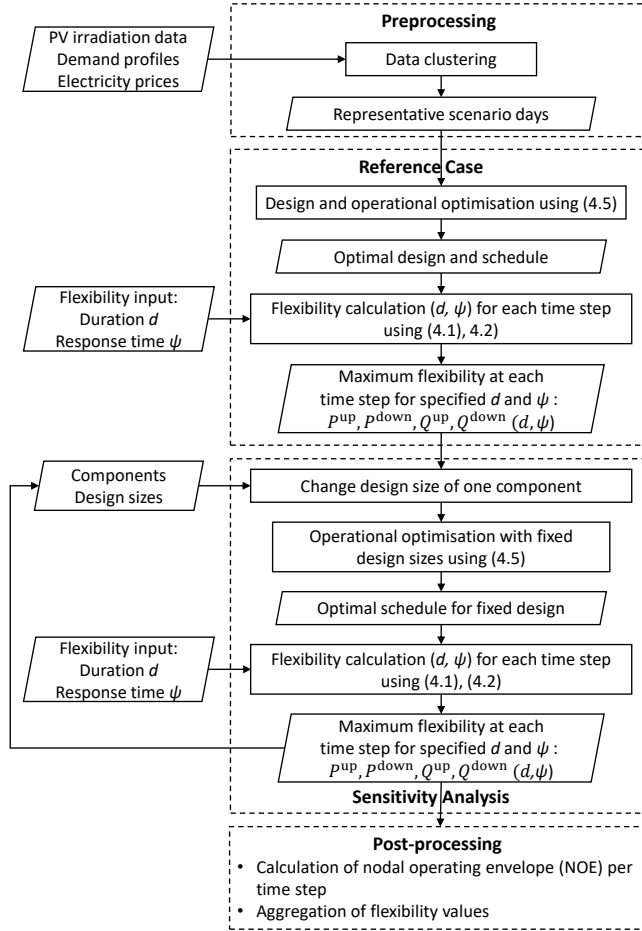 Preprocessing
PV irradiation data
Demand profiles
Electricity prices
Data clustering
Representative scenario days
Reference Case
Design and operational optimisation using (4.5)
Optimal design and schedule
Flexibility input:
Duration d
Response time ψ
Flexibility calculation (d, ψ) for each time step
using (4.1), 4.2)
Maximum flexibility at each
time step for specified d and ψ :
P^up, P^down, Q^up, Q^down (d, ψ)
Components
Design sizes
Change design size of one component
Operational optimisation with fixed
design sizes using (4.5)
Optimal schedule for fixed design
Flexibility input:
Duration d
Response time ψ
Flexibility calculation (d, ψ) for each time step
using (4.1), (4.2)
Maximum flexibility at each
time step for specified d and ψ :
P^up, P^down, Q^up, Q^down (d,ψ)
Sensitivity Analysis
Post-processing
• Calculation of nodal operating envelope (NOE) per
time step
• Aggregation of flexibility values